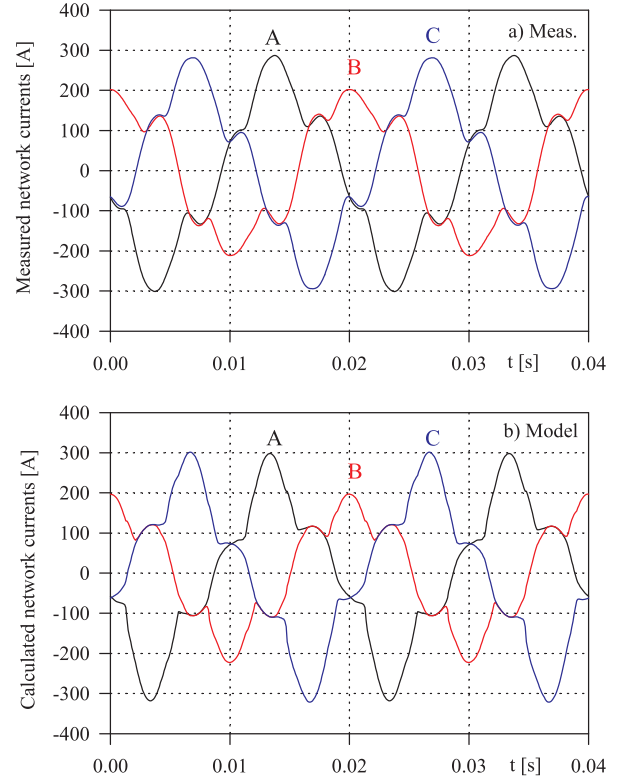 400
a) Meas.
300
A
C
B
200
100
0
-100
-200
-300
-400
Measured network currents [A]
0.00
0.01
0.02
0.03
t [s]
0.04
400
b) Model
300
A
C
B
200
100
0
-100
-200
-300
-400
Calculated network currents [A]
0.00
0.01
0.02
0.03
t [s]
0.04